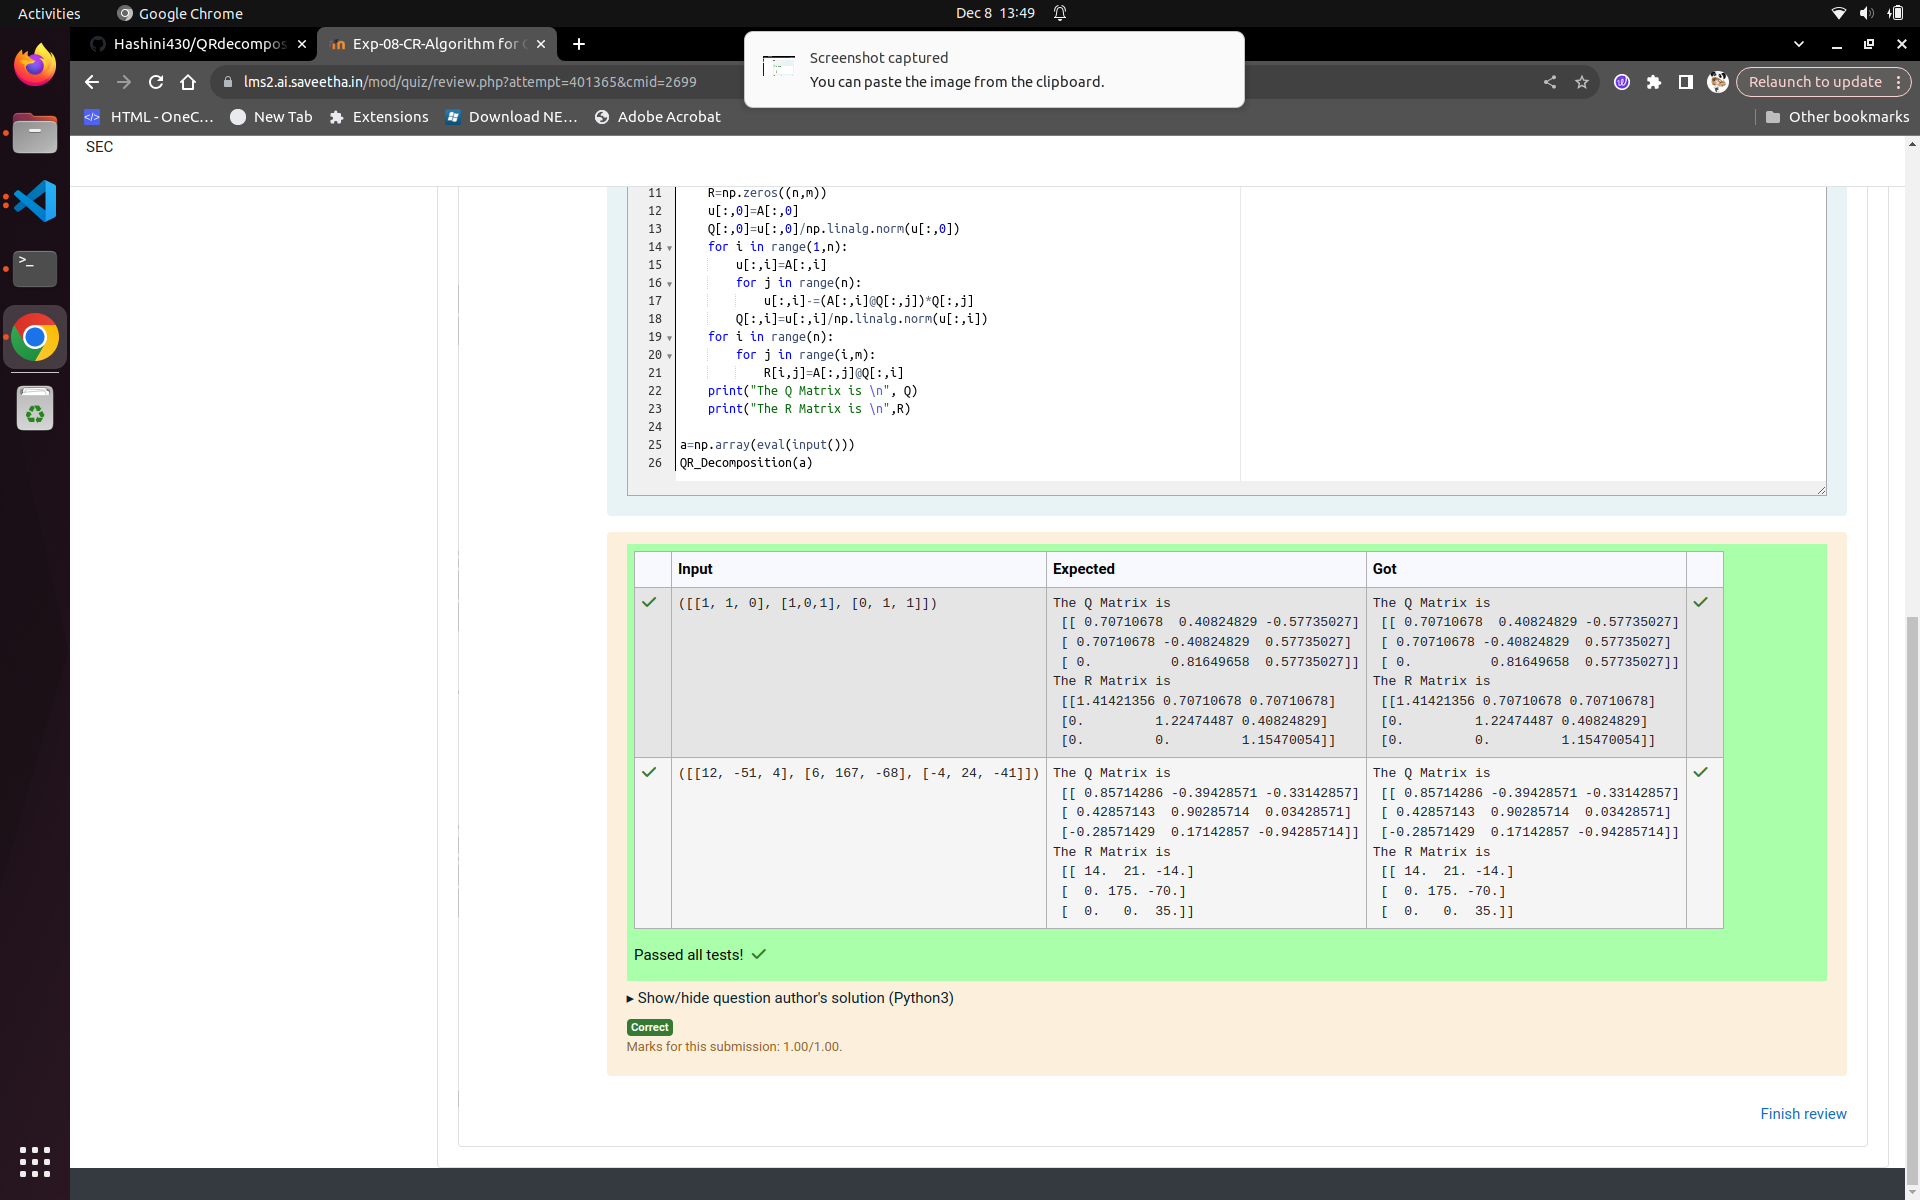 Activities
Google Chrome
Dec 8 13:49
Hashini430/QRdecompos
Exp-08-CR-Algorithm for
Screenshot captured
You can paste the image from the clipboard.
lms2.ai.saveetha.in/mod/quiz/review.php?attempt=401365&cmid=2699
Relaunch to update
HTML - OneC...
New Tab
Extensions
Download NE...
Adobe Acrobat
Other bookmarks
SEC
11 R=np.zeros((n,m))
12 u[:,0]=A[:,0]
13 Q[:,0]=u[:,0]/np.linalg.norm(u[:,0])
14 for i in range(1,n):
15 u[:,i]=A[:,i]
16 for j in range(n):
17 u[:,i]-=(A[:,i]@Q[:,j])*Q[:,j]
18 Q[:,i]=u[:,i]/np.linalg.norm(u[:,i])
19 for i in range(n):
20 for j in range(i,m):
21 R[i,j]=A[:,j]@Q[:,i]
22 print("The Q Matrix is \n", Q)
23 print("The R Matrix is \n",R)
24
25 a=np.array(eval(input()))
26 QR_Decomposition(a)
Input Expected Got
([[1, 1, 0], [1,0,1], [0, 1, 1]])
The Q Matrix is
[[ 0.70710678 0.40824829 -0.57735027]
[ 0.70710678 -0.40824829 0.57735027]
[ 0. 0.81649658 0.57735027]]
The R Matrix is
[[1.41421356 0.70710678 0.70710678]
[0. 1.22474487 0.40824829]
[0. 0. 1.15470054]]
The Q Matrix is
[[ 0.70710678 0.40824829 -0.57735027]
[ 0.70710678 -0.40824829 0.57735027]
[ 0. 0.81649658 0.57735027]]
The R Matrix is
[[1.41421356 0.70710678 0.70710678]
[0. 1.22474487 0.40824829]
[0. 0. 1.15470054]]
([[12, -51, 4], [6, 167, -68], [-4, 24, -41]])
The Q Matrix is
[[ 0.85714286 -0.39428571 -0.33142857]
[ 0.42857143 0.90285714 0.03428571]
[-0.28571429 0.17142857 -0.94285714]]
The R Matrix is
[[ 14. 21. -14.]
[ 0. 175. -70.]
[ 0. 0. 35.]]
The Q Matrix is
[[ 0.85714286 -0.39428571 -0.33142857]
[ 0.42857143 0.90285714 0.03428571]
[-0.28571429 0.17142857 -0.94285714]]
The R Matrix is
[[ 14. 21. -14.]
[ 0. 175. -70.]
[ 0. 0. 35.]]
Passed all tests!
Show/hide question author's solution (Python3)
Correct
Marks for this submission: 1.00/1.00.
Finish review